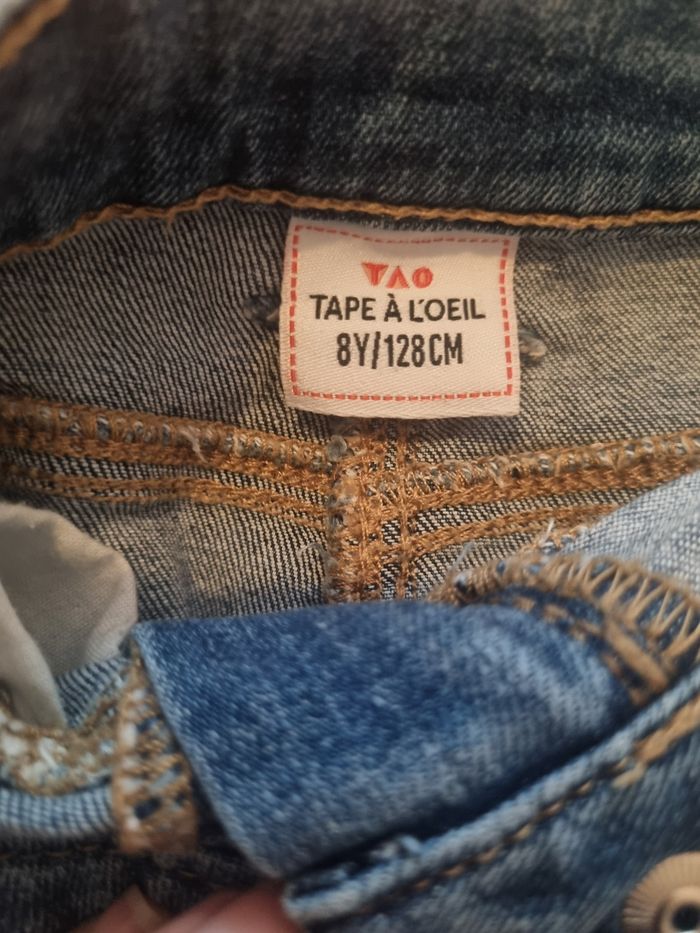 TAO
TAPE À L'OEIL
8Y/128CM